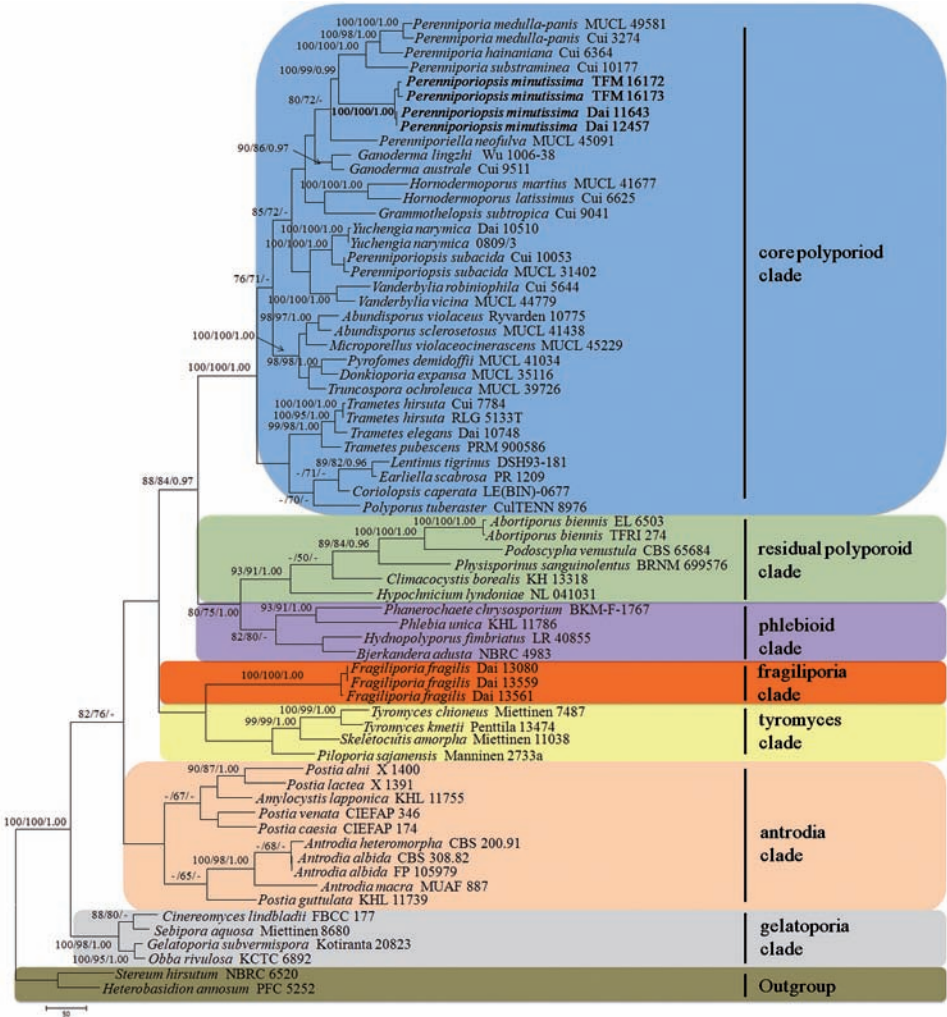 100/100/1.00
Perenniporia medulla-panis MUCL 49581
100/98/1.00
Perenniporia medulla-panis Cui 3274
100/100/1.00
Perenniporia hainaniana Cui 6364
100/99/0.99
Perenniporia substraminea Cui 10177
Perenniporiopsis minutissima TFM 16172
80/72/-
Perenniporiopsis minutissima TFM 16173
100/100/1.00
Perenniporiopsis minutissima Dai 11643
Perenniporiopsis minutissima Dai 12457
Perenniporiella neofulva MUCL 45091
90/86/0.97
Ganoderma lingzhi Wu 1006-38
Ganoderma australe Cui 9511
100/100/1.00
Hornodermoporus martius MUCL 41677
Hornodermoporus latissimus Cui 6625
85/72/-
Grammothelopsis subtropica Cui 9041
100/100/1.00
Yuchengia narymica Dai 10510
100/100/1.00
Yuchengia narymica 0809/3
Perenniporiopsis subacida Cui 10053
Perenniporiopsis subacida MUCL 31402
76/71/-
Vanderbylia robiniophila Cui 5644
100/100/1.00
Vanderbylia vicina MUCL 44779
98/97/1.00
Abundisporus violaceus Ryvarden 10775
Abundisporus sclerosetosus MUCL 41438
100/100/1.00
Microporellus violaceocinerascens MUCL 45229
98/98/1.00
Pyrofomes demidoffii MUCL 41034
100/100/1.00
Donkioporia expansa MUCL 35116
Truncospora ochroleuca MUCL 39726
100/100/1.00
Trametes hirsuta Cui 7784
100/95/1.00
Trametes hirsuta RLG 5133T
99/98/1.00
Trametes elegans Dai 10748
Trametes pubescens PRM 900586
89/82/0.96
Lentinus tigrinus DSH93-181
-/71/-
Earliella scabrosa PR 1209
Coriolopsis caperata LE(BIN)-0677
-/70/-
Polyporus tuberaster CulTENN 8976
core polyporiod
clade
88/84/0.97
100/100/1.00
Abortiporus biennis EL 6503
100/100/1.00
Abortiporus biennis TFRI 274
89/84/0.96
Podoscypha venustula CBS 65684
-/50/-
Physisporinus sanguinolentus BRNM 699576
93/91/1.00
Climacocystis borealis KH 13318
Hypochnicium lyndoniae NL 041031
residual polyporoid
clade
80/75/1.00
93/91/1.00
Phanerochaete chrysosporium BKM-F-1767
Phlebia unica KHL 11786
82/80/-
Hydnopolyporus fimbriatus LR 40855
Bjerkandera adusta NBRC 4983
phlebioid
clade
100/100/1.00
Fragiliporia fragilis Dai 13080
Fragiliporia fragilis Dai 13559
Fragiliporia fragilis Dai 13561
fragiliporia
clade
82/76/-
100/99/1.00
Tyromyces chioneus Miettinen 7487
99/99/1.00
Tyromyces kmetii Penttila 13474
Skeletocutis amorpha Miettinen 11038
Piloporia sajanensis Manninen 2733a
tyromyces
clade
90/87/1.00
Postia alni X 1400
Postia lactea X 1391
-/67/-
Amylocystis lapponica KHL 11755
Postia venata CIEFAP 346
Postia caesia CIEFAP 174
-/68/-
Antrodia heteromorpha CBS 200.91
100/98/1.00
Antrodia albida CBS 308.82
Antrodia albida FP 105979
-/65/-
Antrodia macra MUAF 887
Postia guttulata KHL 11739
antrodia
clade
100/100/1.00
88/80/-
Cinereomyces lindbladii FBCC 177
Sebipora aquosa Miettinen 8680
100/98/1.00
Gelatoporia subvermispora Kotiranta 20823
100/95/1.00
Obba rivulosa KCTC 6892
gelatoporia
clade
Stereum hirsutum NBRC 6520
Heterobasidion annosum PFC 5252
Outgroup
50